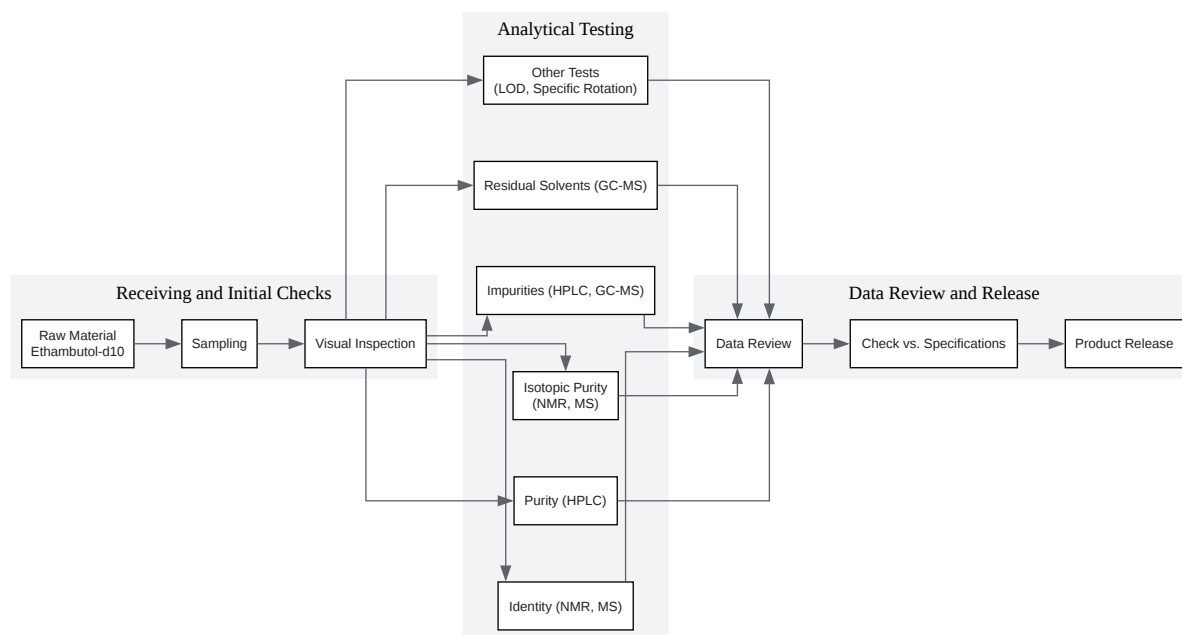 Analytical Testing
Other Tests
(LOD, Specific Rotation)
Residual Solvents (GC-MS)
Impurities (HPLC, GC-MS)
Receiving and Initial Checks
Data Review and Release
Raw Material
Ethambutol-d10
Sampling
Visual Inspection
Data Review
Check vs. Specifications
Product Release
Isotopic Purity
(NMR, MS)
Purity (HPLC)
Identity (NMR, MS)